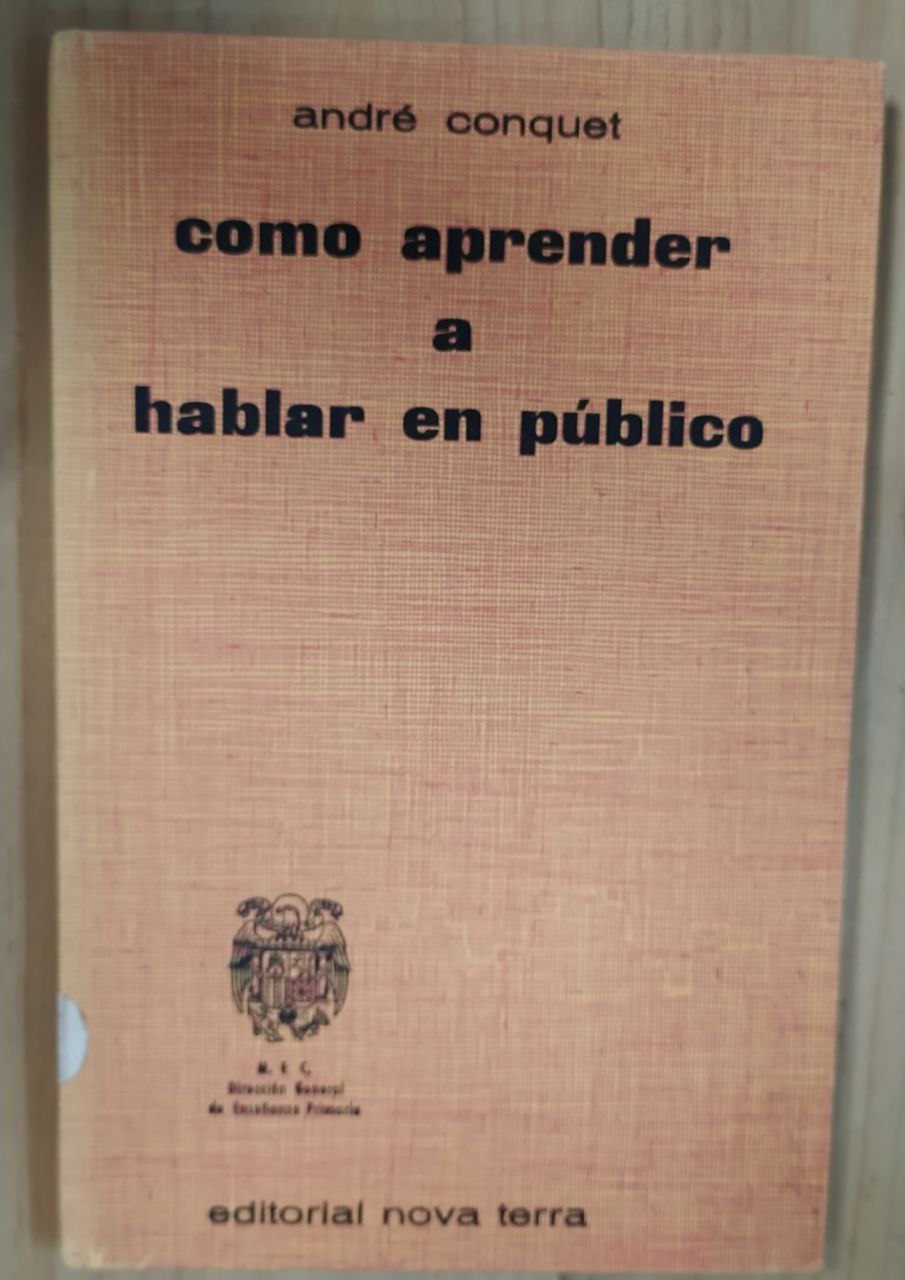 andré conquet
como aprender
a
hablar en público
M. E. C.
Dirección General
de Enseñanza Primaria
editorial nova terra